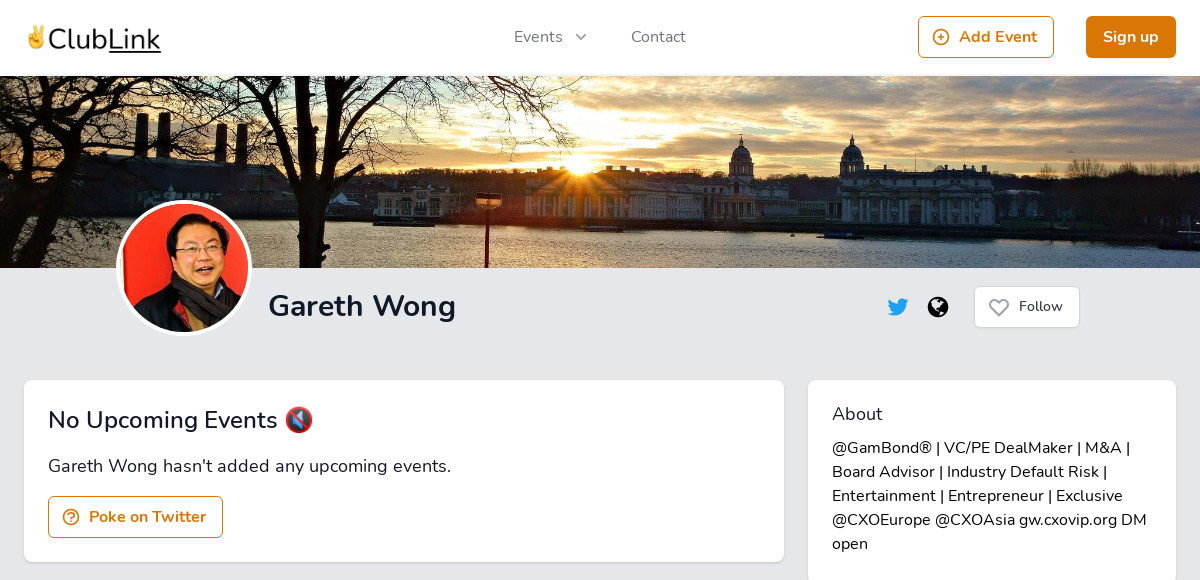 ✌️ClubLink
Events
Contact
Add Event
Sign up
Gareth Wong
Follow
No Upcoming Events 🔇
Gareth Wong hasn't added any upcoming events.
Poke on Twitter
About
@GamBond® | VC/PE DealMaker | M&A |
Board Advisor | Industry Default Risk |
Entertainment | Entrepreneur | Exclusive
@CXOEurope @CXOAsia gw.cxovip.org DM
open